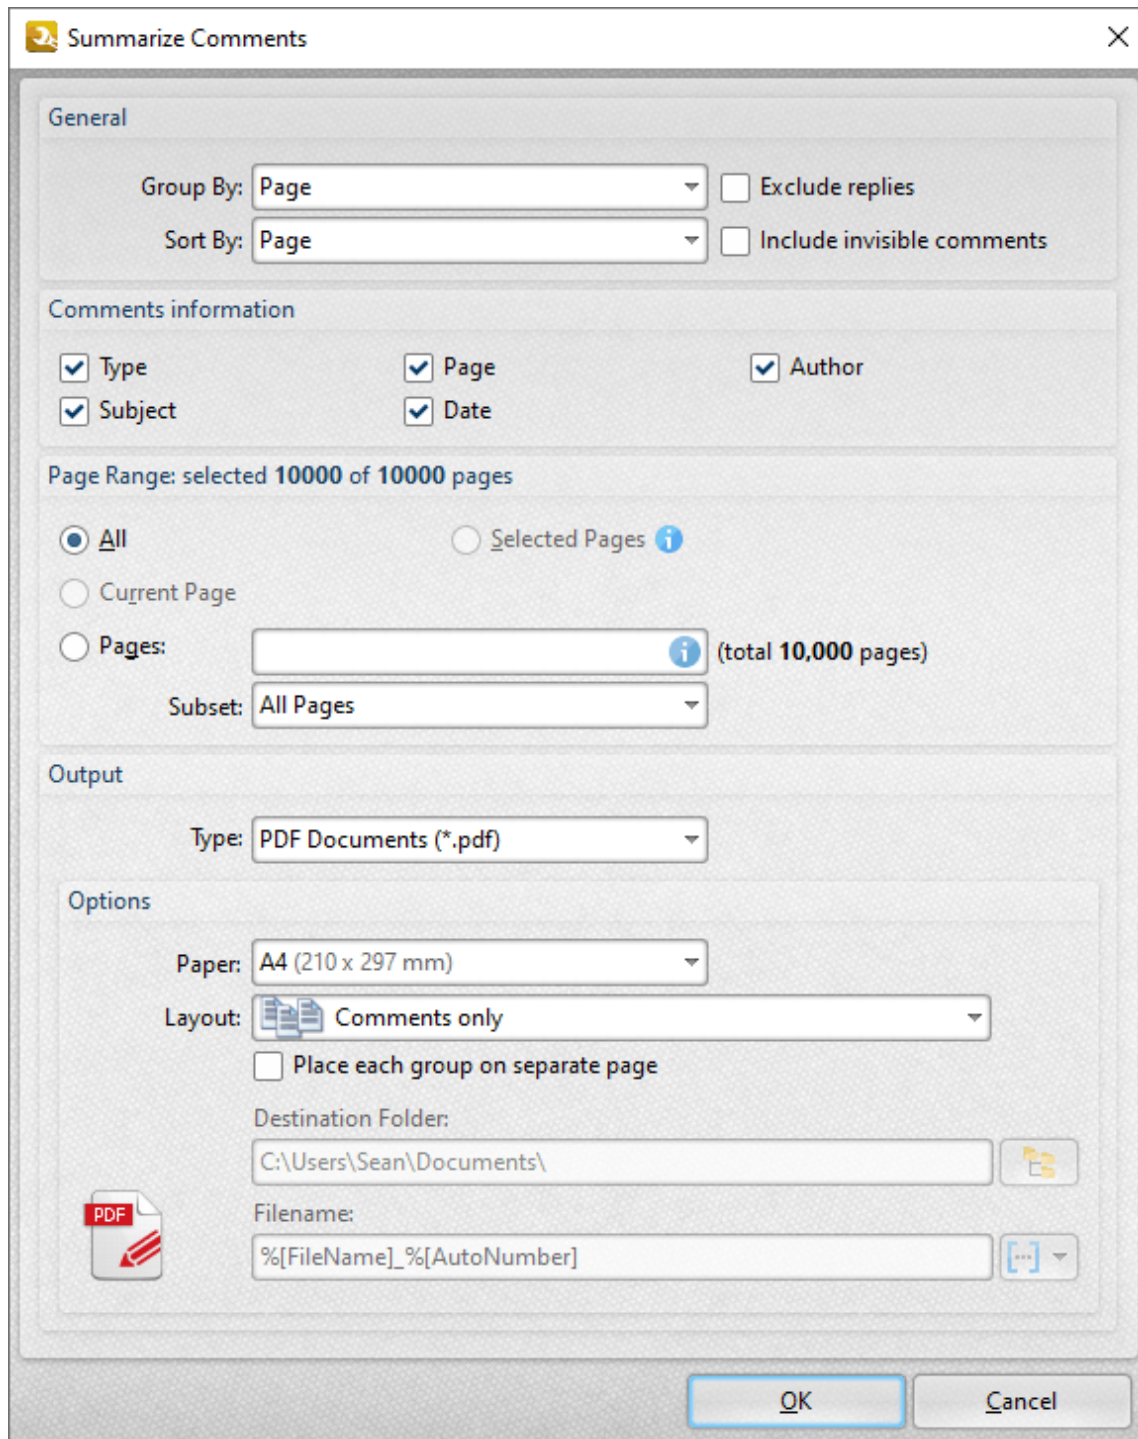 Summarize Comments
General
Group By: Page Exclude replies
Sort By: Page Include invisible comments
Comments information
Type Page Author
Subject Date
Page Range: selected 10000 of 10000 pages
All Selected Pages
Current Page
Pages: (total 10,000 pages)
Subset: All Pages
Output
Type: PDF Documents (*.pdf)
Options
Paper: A4 (210 x 297 mm)
Layout: Comments only
Place each group on separate page
Destination Folder:
C:\Users\Sean\Documents\
PDF
Filename:
%[FileName]_%[AutoNumber]
OK Cancel